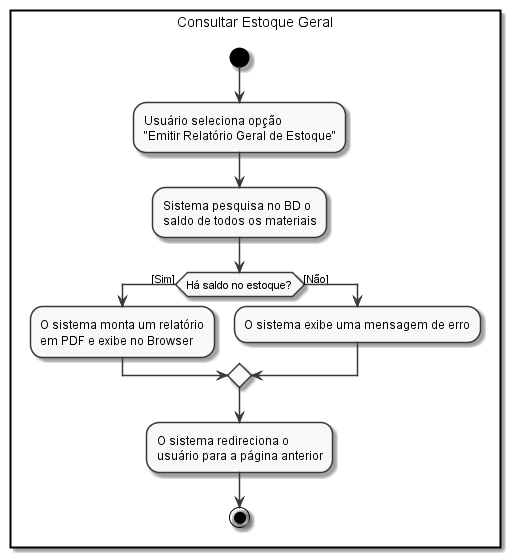 Consultar Estoque Geral
Usuário seleciona opção
"Emitir Relatório Geral de Estoque"
Sistema pesquisa no BD o
saldo de todos os materiais
[Sim]
Há saldo no estoque?
[Não]
O sistema monta um relatório
em PDF e exibe no Browser
O sistema exibe uma mensagem de erro
O sistema redireciona o
usuário para a página anterior